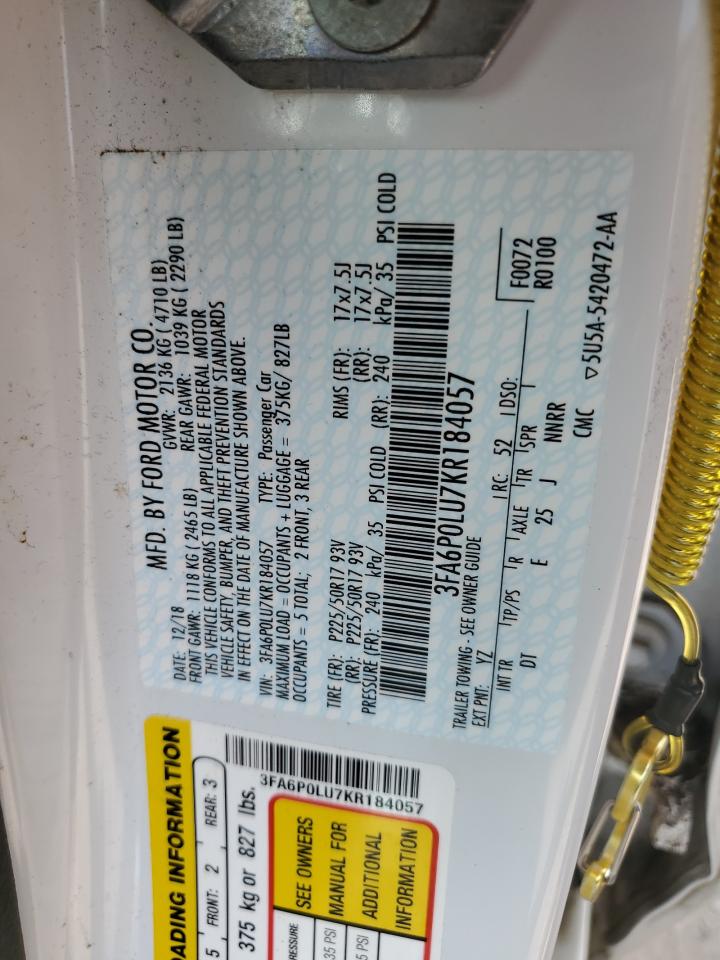 MFD. BY FORD MOTOR CO.
DATE: 12/18 GVWR: 2136 KG ( 4710 LB)
FRONT GAWR: 1118 KG ( 2465 LB) REAR GAWR: 1039 KG ( 2290 LB)
THIS VEHICLE CONFORMS TO ALL APPLICABLE FEDERAL MOTOR
VEHICLE SAFETY, BUMPER, AND THEFT PREVENTION STANDARDS
IN EFFECT ON THE DATE OF MANUFACTURE SHOWN ABOVE.
VIN: 3FA6P0LU7KR184057 TYPE: Passenger Car
MAXIMUM LOAD = OCCUPANTS + LUGGAGE = 375KG/ 827LB
OCCUPANTS = 5 TOTAL; 2 FRONT, 3 REAR
TIRE (FR): P225/50R17 93V RIMS (FR): 17x7.5J
(RR): P225/50R17 93V (RR): 17x7.5J
PRESSURE (FR): 240 kPa/ 35 PSI COLD (RR): 240 kPa/ 35 PSI COLD
3FA6P0LU7KR184057
TRAILER TOWING - SEE OWNER GUIDE
EXT PNT: YZ RC: 52 DSO: F0072
R0100
INT TR TP/PS R AXLE TR SPR
DT E 25 J NNRR
CMC ▽5U5A-5420472-AA
OADING INFORMATION
5 FRONT: 2 REAR: 3
375 kg or 827 lbs.
3FA6P0LU7KR184057
RESSURE
35 PSI
5 PSI
SEE OWNERS
MANUAL FOR
ADDITIONAL
INFORMATION